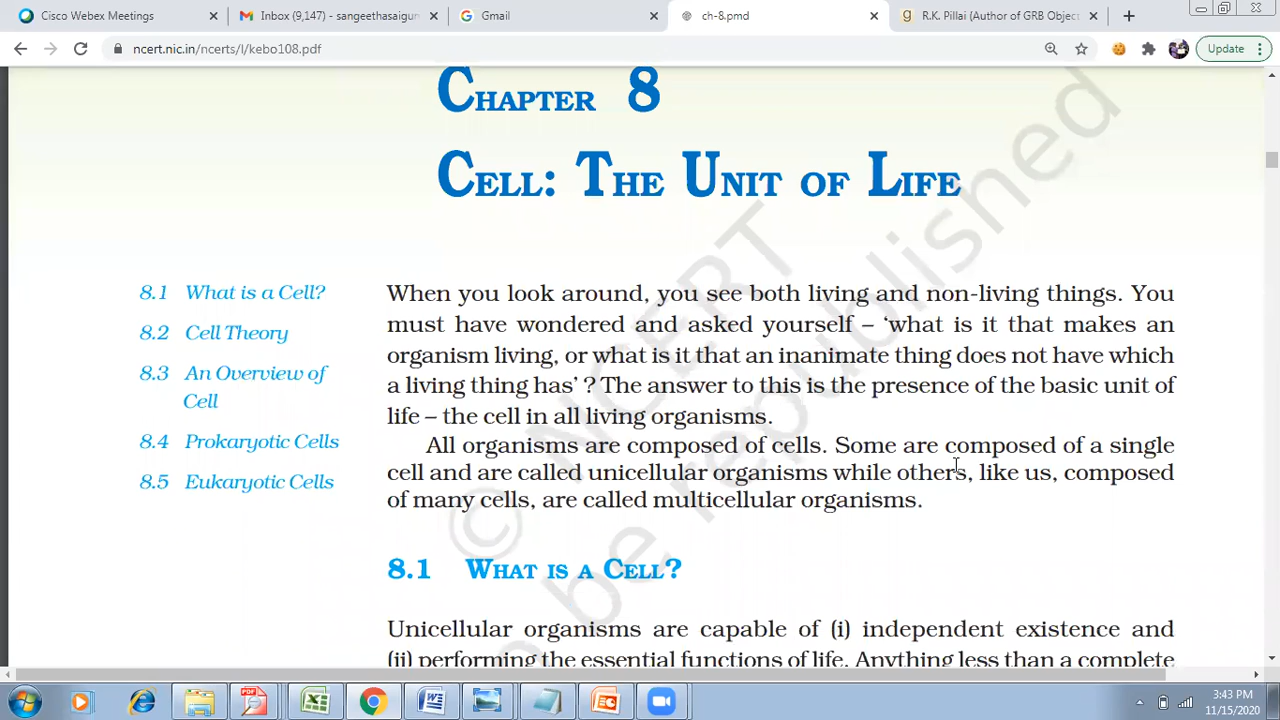 Cisco Webex Meetings
Inbox (9,147) - sangeethasaigun
Gmail
ch-8.pmd
R.K. Pillai (Author of GRB Object
ncert.nic.in/ncerts/l/kebo108.pdf
Update
CHAPTER 8
CELL: THE UNIT OF LIFE
8.1 What is a Cell?
8.2 Cell Theory
8.3 An Overview of
Cell
8.4 Prokaryotic Cells
8.5 Eukaryotic Cells
When you look around, you see both living and non-living things. You
must have wondered and asked yourself – ‘what is it that makes an
organism living, or what is it that an inanimate thing does not have which
a living thing has’ ? The answer to this is the presence of the basic unit of
life – the cell in all living organisms.
All organisms are composed of cells. Some are composed of a single
cell and are called unicellular organisms while others, like us, composed
of many cells, are called multicellular organisms.
8.1 WHAT IS A CELL?
Unicellular organisms are capable of (i) independent existence and
(ii) performing the essential functions of life. Anything less than a complete
© NCERT
be republished
3:43 PM
11/15/2020